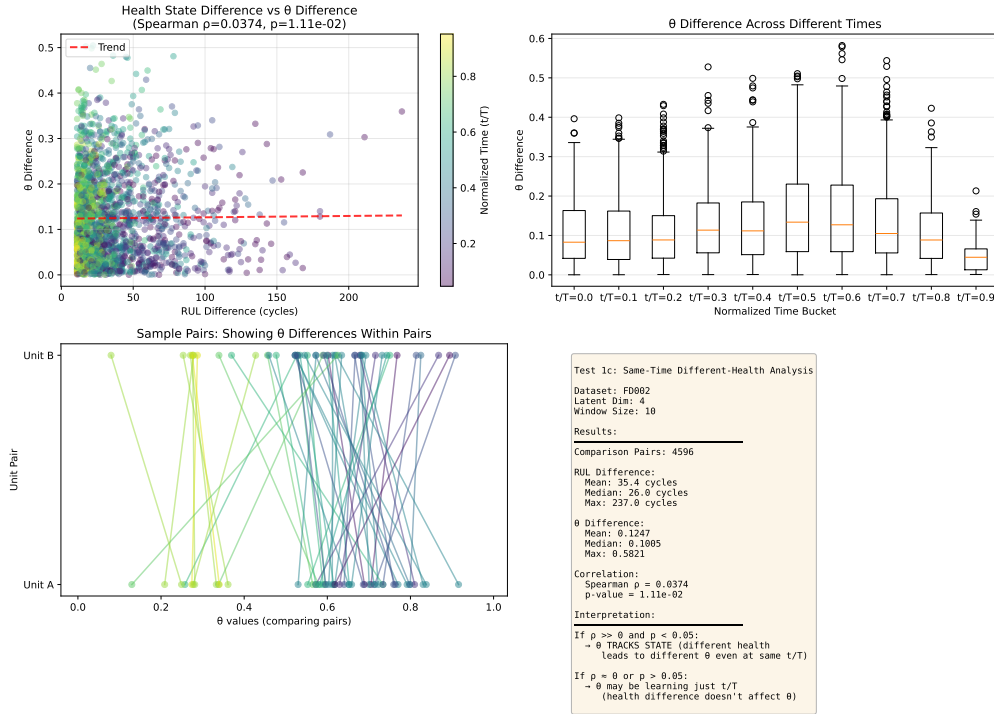 Health State Difference vs θ Difference
(Spearman ρ=0.0374, p=1.11e-02)
Trend
0.5
0.4
0.3
0.2
0.1
0.0
θ Difference
0
50
100
150
200
RUL Difference (cycles)
0.8
0.6
0.4
0.2
Normalized Time (t/T)
θ Difference Across Different Times
0.6
0.5
0.4
0.3
0.2
0.1
0.0
θ Difference
t/T=0.0
t/T=0.1
t/T=0.2
t/T=0.3
t/T=0.4
t/T=0.5
t/T=0.6
t/T=0.7
t/T=0.8
t/T=0.9
Normalized Time Bucket
Sample Pairs: Showing θ Differences Within Pairs
Unit B
Unit Pair
Unit A
0.0
0.2
0.4
0.6
0.8
1.0
θ values (comparing pairs)
Test 1c: Same-Time Different-Health Analysis
Dataset: FD002
Latent Dim: 4
Window Size: 10
Results:
Comparison Pairs: 4596
RUL Difference:
Mean: 35.4 cycles
Median: 26.0 cycles
Max: 237.0 cycles
θ Difference:
Mean: 0.1247
Median: 0.1005
Max: 0.5821
Correlation:
Spearman ρ = 0.0374
p-value = 1.11e-02
Interpretation:
If ρ >> 0 and p < 0.05:
→ θ TRACKS STATE (different health
leads to different θ even at same t/T)
If ρ ≈ 0 or p > 0.05:
→ θ may be learning just t/T
(health difference doesn't affect θ)